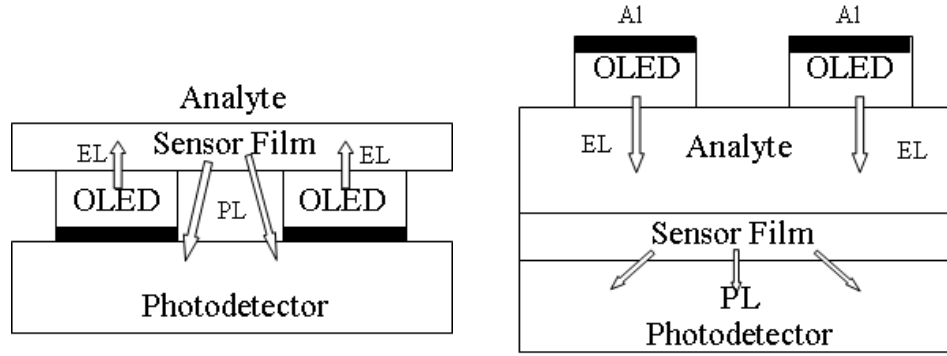 Analyte
Sensor Film
EL EL
OLED PL OLED
Photodetector
Al Al
OLED OLED
EL Analyte EL
Sensor Film
PL
Photodetector